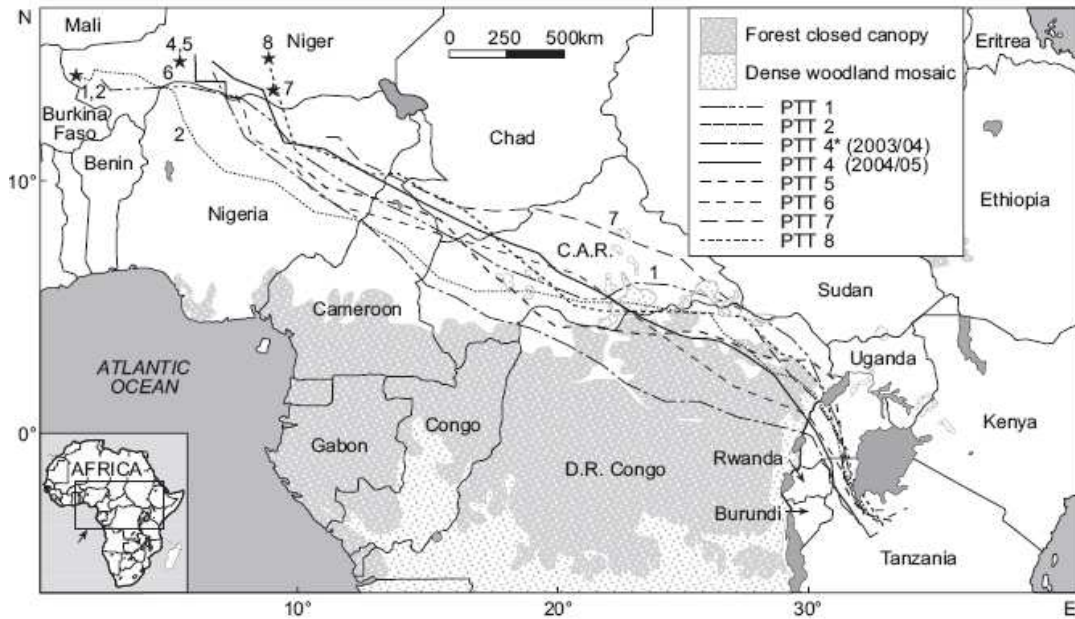 N
Mali
4,5
8
Niger
0 250 500km
Forest closed canopy
Dense woodland mosaic
PTT 1
PTT 2
PTT 4* (2003/04)
PTT 4 (2004/05)
PTT 5
PTT 6
PTT 7
PTT 8
Eritrea
6
7
1,2
Burkina
Faso
2
Chad
Benin
10°
Nigeria
Ethiopia
7
C.A.R.
1
Sudan
Cameroon
ATLANTIC
OCEAN
Uganda
Kenya
0°
Gabon
Congo
D.R. Congo
Rwanda
AFRICA
Burundi
Tanzania
10°
20°
30°
E